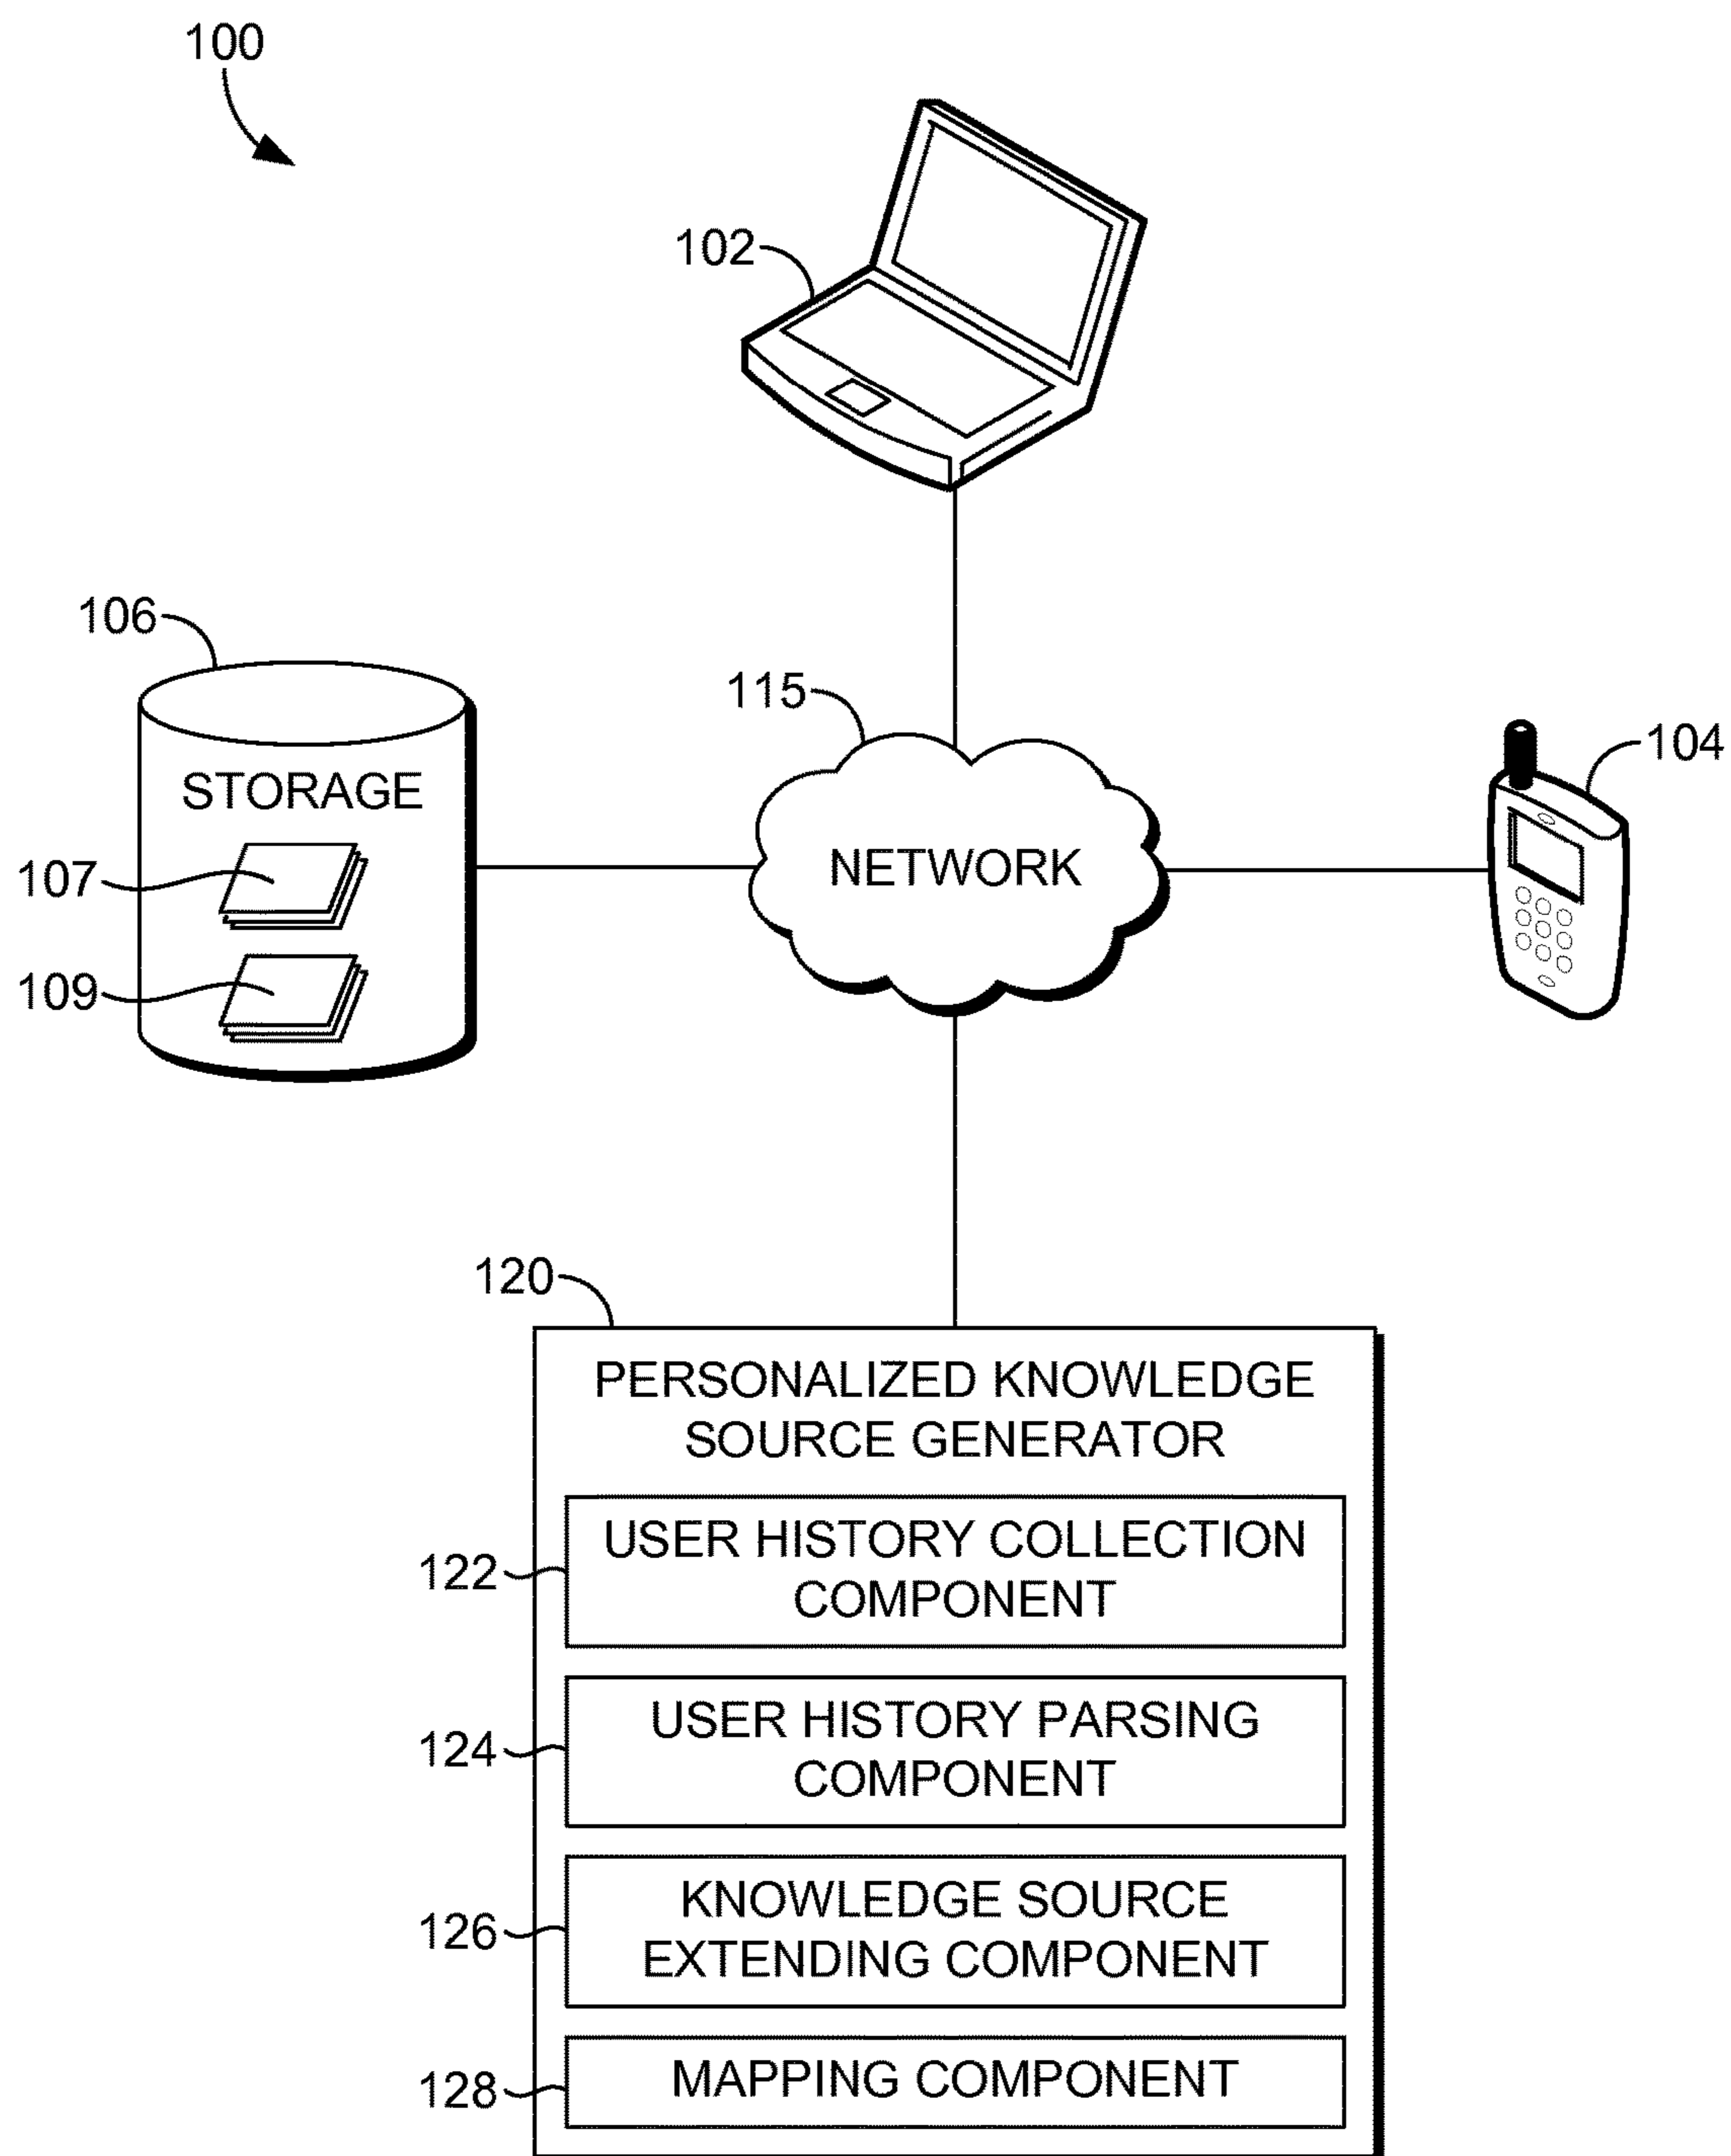 100
102
106
115
104
STORAGE
NETWORK
107
109
120
PERSONALIZED KNOWLEDGE
SOURCE GENERATOR
122
USER HISTORY COLLECTION
COMPONENT
124
USER HISTORY PARSING
COMPONENT
126
KNOWLEDGE SOURCE
EXTENDING COMPONENT
128
MAPPING COMPONENT